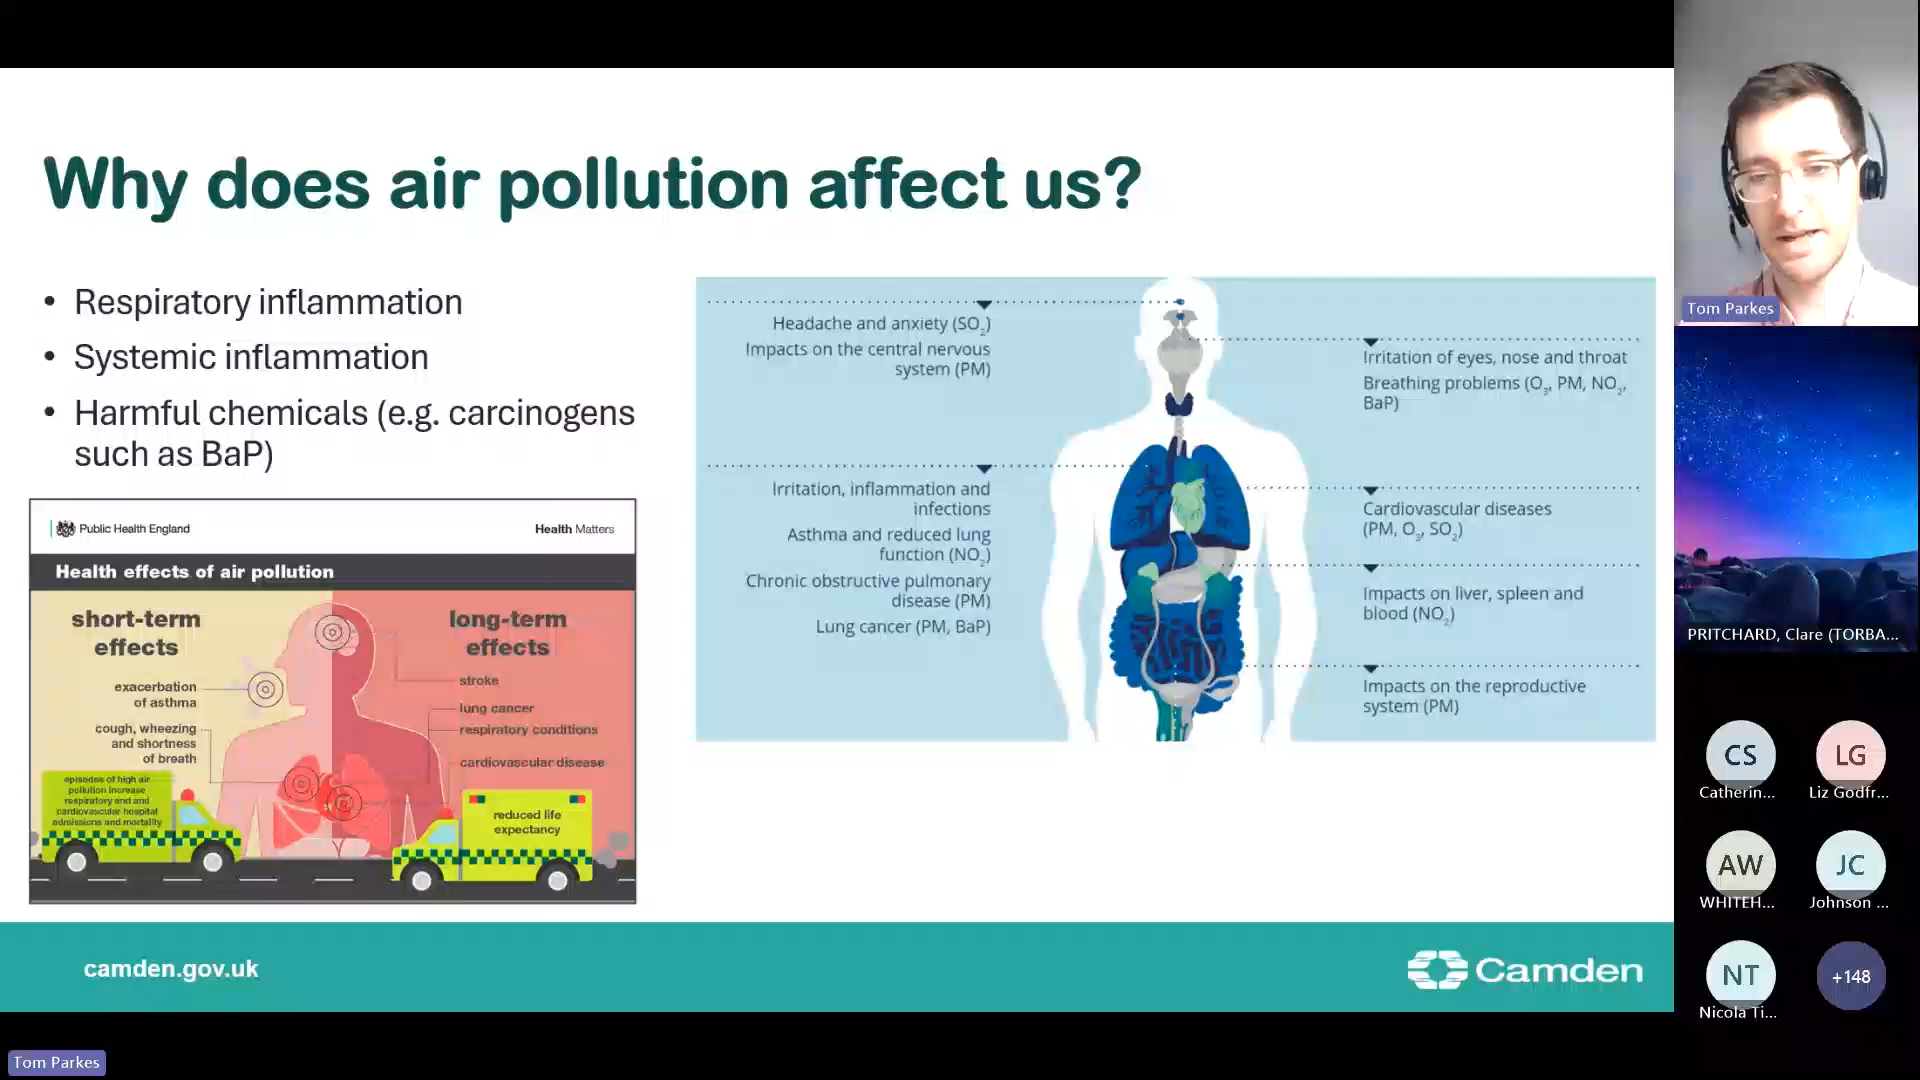 Why does air pollution affect us?
• Respiratory inflammation
• Systemic inflammation
• Harmful chemicals (e.g. carcinogens
such as BaP)
Public Health England
Health Matters
Health effects of air pollution
short-term
effects
exacerbation
of asthma
cough, wheezing
and shortness
of breath
episodes of high air
pollution increase
respiratory and and
cardiovascular hospital
admissions and mortality
long-term
effects
stroke
lung cancer
respiratory conditions
cardiovascular disease
reduced life
expectancy
Headache and anxiety (SO₂)
Impacts on the central nervous
system (PM)
Irritation, inflammation and
infections
Asthma and reduced lung
function (NO₂)
Chronic obstructive pulmonary
disease (PM)
Lung cancer (PM, BaP)
Irritation of eyes, nose and throat
Breathing problems (O₃, PM, NO₂,
BaP)
Cardiovascular diseases
(PM, O₃, SO₂)
Impacts on liver, spleen and
blood (NO₂)
Impacts on the reproductive
system (PM)
camden.gov.uk
Camden
Tom Parkes
Tom Parkes
PRITCHARD, Clare (TORBA...
CS
Catherin...
LG
Liz Godfr...
AW
WHITEH...
JC
Johnson ...
NT
Nicola Ti...
+148